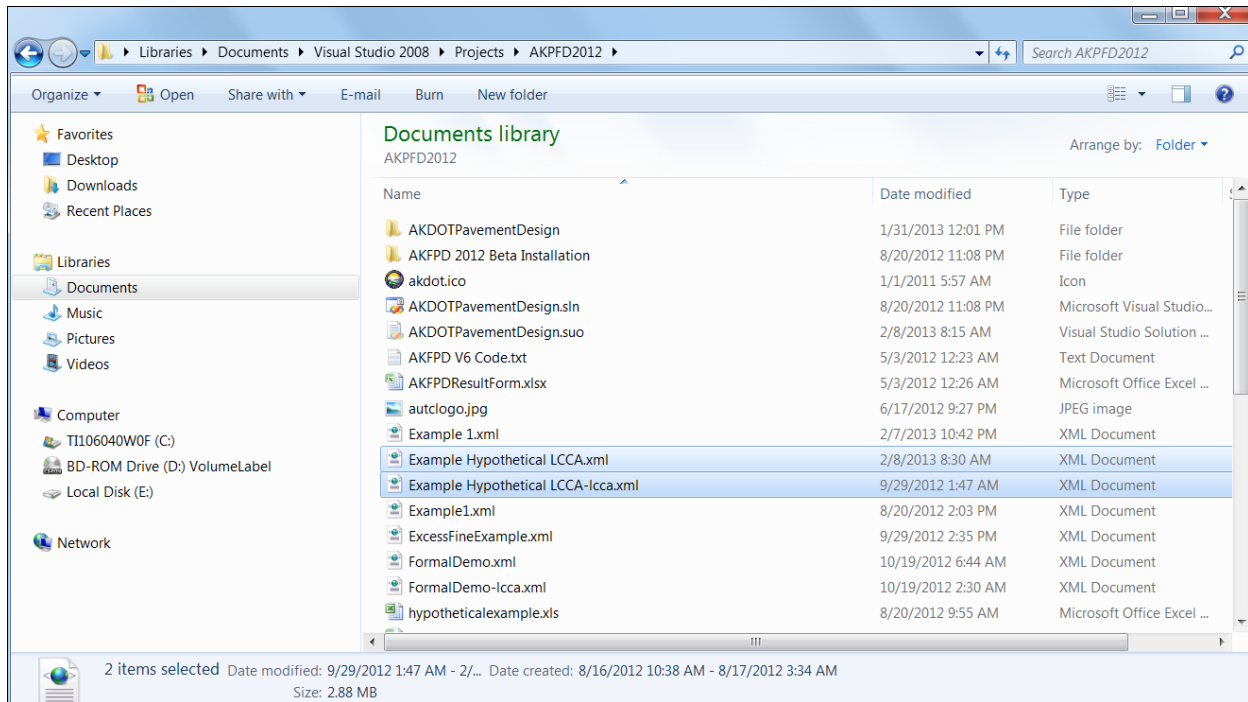 Libraries Documents Visual Studio 2008 Projects AKPFD2012 Search AKPFD2012
Organize Open Share with E-mail Burn New folder
Favorites
Desktop
Downloads
Recent Places
Libraries
Documents
Music
Pictures
Videos
Computer
TI106040W0F (C:)
BD-ROM Drive (D:) VolumeLabel
Local Disk (E:)
Network
Documents library
AKPFD2012
Arrange by: Folder
Name Date modified Type
AKDOTPavementDesign 1/31/2013 12:01 PM File folder
AKFPD 2012 Beta Installation 8/20/2012 11:08 PM File folder
akdot.ico 1/1/2011 5:57 AM Icon
AKDOTPavementDesign.sln 8/20/2012 11:08 PM Microsoft Visual Studio...
AKDOTPavementDesign.suo 2/8/2013 8:15 AM Visual Studio Solution ...
AKFPD V6 Code.txt 5/3/2012 12:23 AM Text Document
AKFPDResultForm.xlsx 5/3/2012 12:26 AM Microsoft Office Excel ...
autclogo.jpg 6/17/2012 9:27 PM JPEG image
Example 1.xml 2/7/2013 10:42 PM XML Document
Example Hypothetical LCCA.xml 2/8/2013 8:30 AM XML Document
Example Hypothetical LCCA-lcca.xml 9/29/2012 1:47 AM XML Document
Example1.xml 8/20/2012 2:03 PM XML Document
ExcessFineExample.xml 9/29/2012 2:35 PM XML Document
FormalDemo.xml 10/19/2012 6:44 AM XML Document
FormalDemo-lcca.xml 10/19/2012 2:30 AM XML Document
hypotheticalexample.xls 8/20/2012 9:55 AM Microsoft Office Excel ...
2 items selected Date modified: 9/29/2012 1:47 AM - 2/... Date created: 8/16/2012 10:38 AM - 8/17/2012 3:34 AM
Size: 2.88 MB